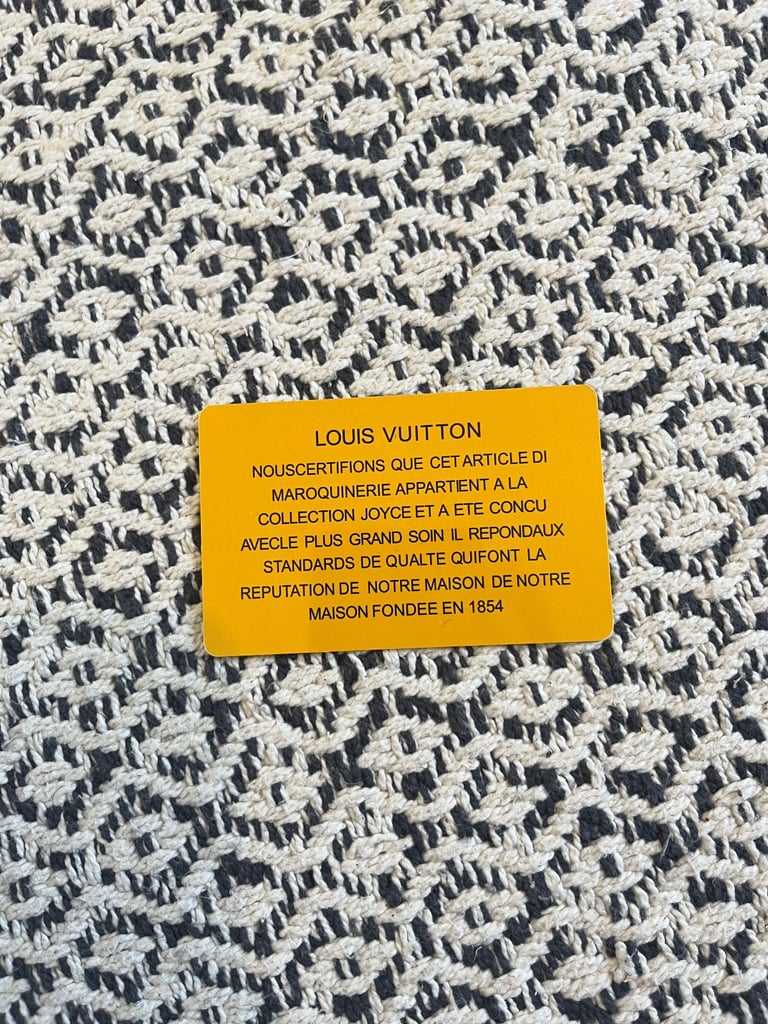 LOUIS VUITTON
NOUSCERTIFIONS QUE CETARTICLE DI
MAROQUINERIE APPARTIENT A LA
COLLECTION JOYCE ET A ETE CONCU
AVECLE PLUS GRAND SOIN IL REPONDAUX
STANDARDS DE QUALTE QUIFONT LA
REPUTATION DE NOTRE MAISON DE NOTRE
MAISON FONDEE EN 1854